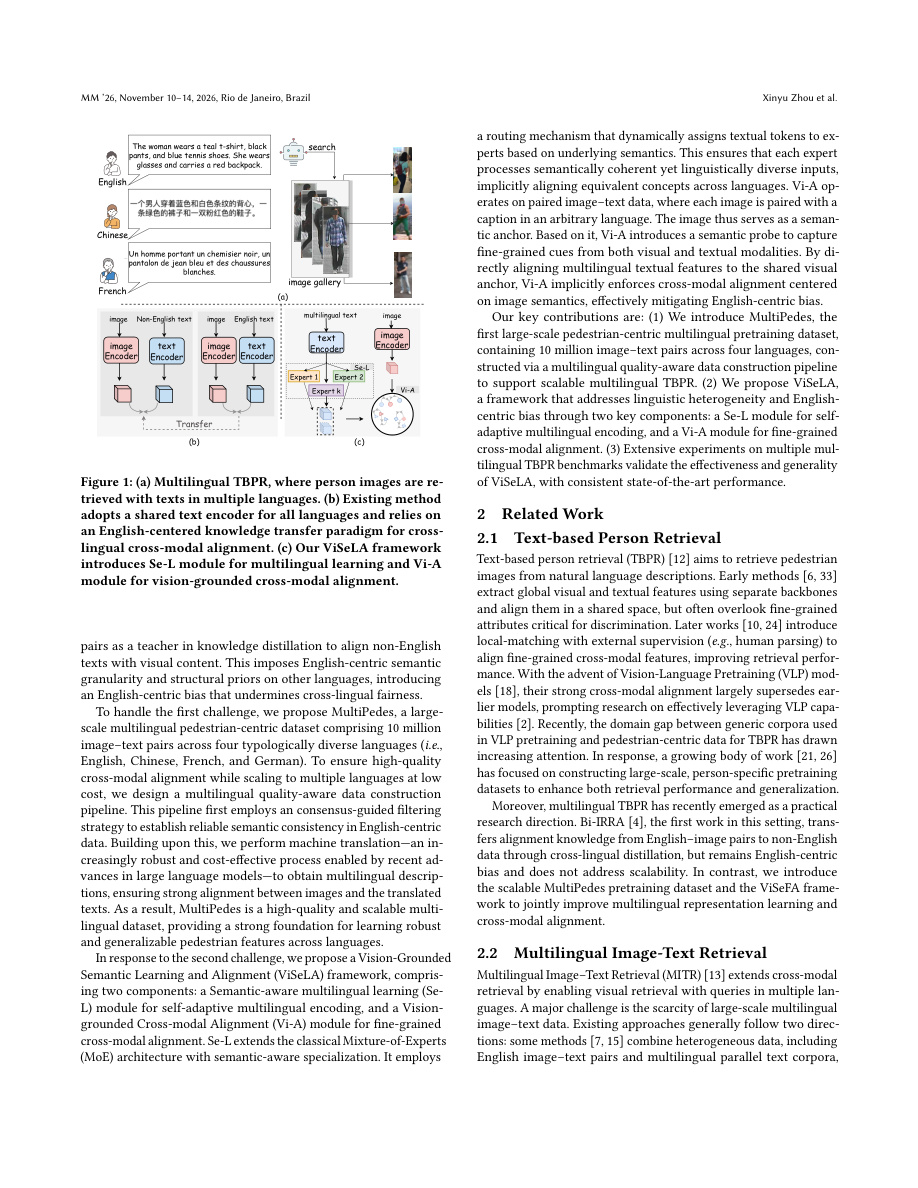 MM '26, November 10–14, 2026, Rio de Janeiro, Brazil
Xinyu Zhou et al.
The woman wears a teal t-shirt, black
pants, and blue tennis shoes. She wears
glasses and carries a red backpack.
English
一个男人穿着蓝色和白色条纹的背心，一
条绿色的裤子和一双粉红色的鞋子。
Chinese
Un homme portant un chemisier noir, un
pantalon de jean bleu et des chaussures
blanches.
French
search
image gallery
(a)
image
Non-English text
image
English text
image
Encoder
text
Encoder
image
Encoder
text
Encoder
Transfer
(b)
multilingual text
image
text
Encoder
image
Encoder
Se-L
Expert 1
Expert 2
Expert k
Vi-A
(c)
Figure 1: (a) Multilingual TBPR, where person images are re-
trieved with texts in multiple languages. (b) Existing method
adopts a shared text encoder for all languages and relies on
an English-centered knowledge transfer paradigm for cross-
lingual cross-modal alignment. (c) Our ViSeLA framework
introduces Se-L module for multilingual learning and Vi-A
module for vision-grounded cross-modal alignment.
pairs as a teacher in knowledge distillation to align non-English
texts with visual content. This imposes English-centric semantic
granularity and structural priors on other languages, introducing
an English-centric bias that undermines cross-lingual fairness.
To handle the first challenge, we propose MultiPedes, a large-
scale multilingual pedestrian-centric dataset comprising 10 million
image–text pairs across four typologically diverse languages (i.e.,
English, Chinese, French, and German). To ensure high-quality
cross-modal alignment while scaling to multiple languages at low
cost, we design a multilingual quality-aware data construction
pipeline. This pipeline first employs an consensus-guided filtering
strategy to establish reliable semantic consistency in English-centric
data. Building upon this, we perform machine translation—an in-
creasingly robust and cost-effective process enabled by recent ad-
vances in large language models—to obtain multilingual descrip-
tions, ensuring strong alignment between images and the translated
texts. As a result, MultiPedes is a high-quality and scalable multi-
lingual dataset, providing a strong foundation for learning robust
and generalizable pedestrian features across languages.
In response to the second challenge, we propose a Vision-Grounded
Semantic Learning and Alignment (ViSeLA) framework, compris-
ing two components: a Semantic-aware multilingual learning (Se-
L) module for self-adaptive multilingual encoding, and a Vision-
grounded Cross-modal Alignment (Vi-A) module for fine-grained
cross-modal alignment. Se-L extends the classical Mixture-of-Experts
(MoE) architecture with semantic-aware specialization. It employs
a routing mechanism that dynamically assigns textual tokens to ex-
perts based on underlying semantics. This ensures that each expert
processes semantically coherent yet linguistically diverse inputs,
implicitly aligning equivalent concepts across languages. Vi-A op-
erates on paired image–text data, where each image is paired with a
caption in an arbitrary language. The image thus serves as a seman-
tic anchor. Based on it, Vi-A introduces a semantic probe to capture
fine-grained cues from both visual and textual modalities. By di-
rectly aligning multilingual textual features to the shared visual
anchor, Vi-A implicitly enforces cross-modal alignment centered
on image semantics, effectively mitigating English-centric bias.
Our key contributions are: (1) We introduce MultiPedes, the
first large-scale pedestrian-centric multilingual pretraining dataset,
containing 10 million image–text pairs across four languages, con-
structed via a multilingual quality-aware data construction pipeline
to support scalable multilingual TBPR. (2) We propose ViSeLA,
a framework that addresses linguistic heterogeneity and English-
centric bias through two key components: a Se-L module for self-
adaptive multilingual encoding, and a Vi-A module for fine-grained
cross-modal alignment. (3) Extensive experiments on multiple mul-
tilingual TBPR benchmarks validate the effectiveness and generality
of ViSeLA, with consistent state-of-the-art performance.
2 Related Work
2.1 Text-based Person Retrieval
Text-based person retrieval (TBPR) [12] aims to retrieve pedestrian
images from natural language descriptions. Early methods [6, 33]
extract global visual and textual features using separate backbones
and align them in a shared space, but often overlook fine-grained
attributes critical for discrimination. Later works [10, 24] introduce
local-matching with external supervision (e.g., human parsing) to
align fine-grained cross-modal features, improving retrieval perfor-
mance. With the advent of Vision-Language Pretraining (VLP) mod-
els [18], their strong cross-modal alignment largely supersedes ear-
lier models, prompting research on effectively leveraging VLP capa-
bilities [2]. Recently, the domain gap between generic corpora used
in VLP pretraining and pedestrian-centric data for TBPR has drawn
increasing attention. In response, a growing body of work [21, 26]
has focused on constructing large-scale, person-specific pretraining
datasets to enhance both retrieval performance and generalization.
Moreover, multilingual TBPR has recently emerged as a practical
research direction. Bi-IRRA [4], the first work in this setting, trans-
fers alignment knowledge from English–image pairs to non-English
data through cross-lingual distillation, but remains English-centric
bias and does not address scalability. In contrast, we introduce
the scalable MultiPedes pretraining dataset and the ViSeFA frame-
work to jointly improve multilingual representation learning and
cross-modal alignment.
2.2 Multilingual Image-Text Retrieval
Multilingual Image–Text Retrieval (MITR) [13] extends cross-modal
retrieval by enabling visual retrieval with queries in multiple lan-
guages. A major challenge is the scarcity of large-scale multilingual
image–text data. Existing approaches generally follow two direc-
tions: some methods [7, 15] combine heterogeneous data, including
English image–text pairs and multilingual parallel text corpora,